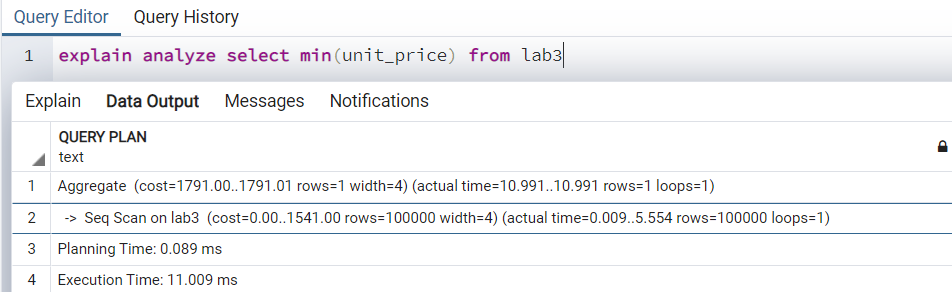 Query Editor Query History
1 explain analyze select min(unit_price) from lab3
Explain Data Output Messages Notifications
QUERY PLAN
text
1 Aggregate (cost=1791.00..1791.01 rows=1 width=4) (actual time=10.991..10.991 rows=1 loops=1)
2 -> Seq Scan on lab3 (cost=0.00..1541.00 rows=100000 width=4) (actual time=0.009..5.554 rows=100000 loops=1)
3 Planning Time: 0.089 ms
4 Execution Time: 11.009 ms